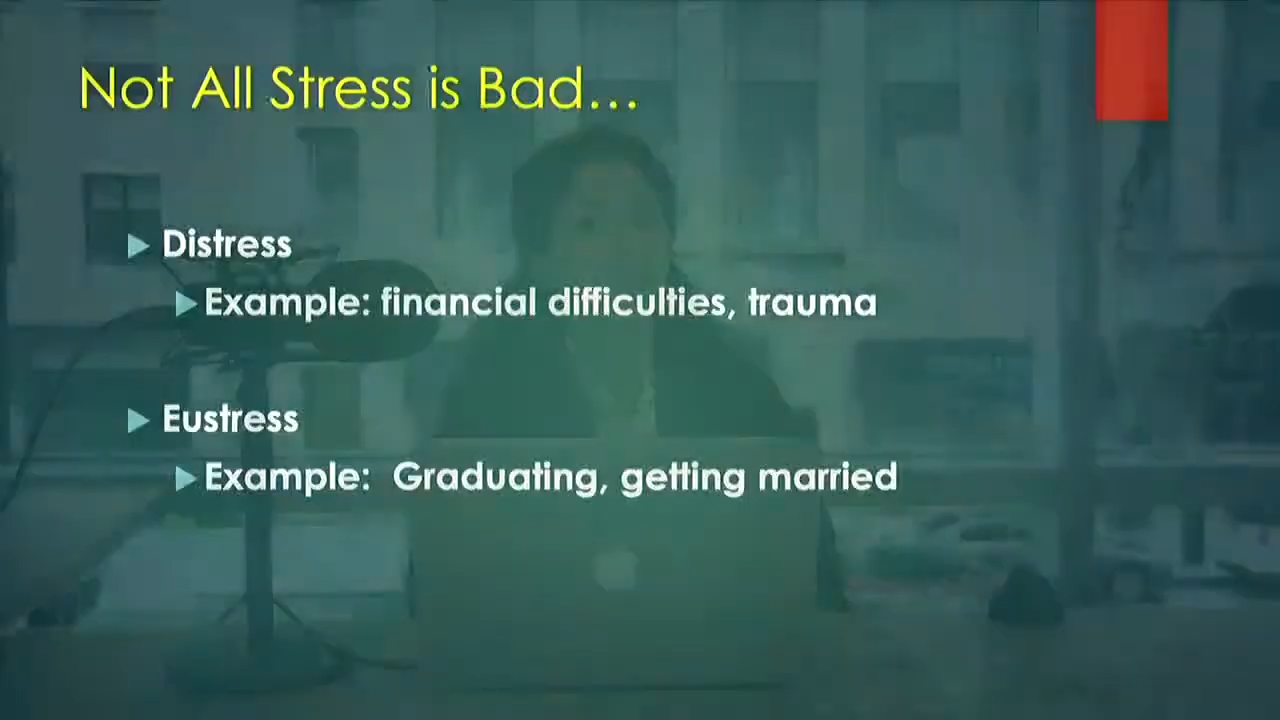 Not All Stress is Bad...
Distress
Example: financial difficulties, trauma
Eustress
Example: Graduating, getting married